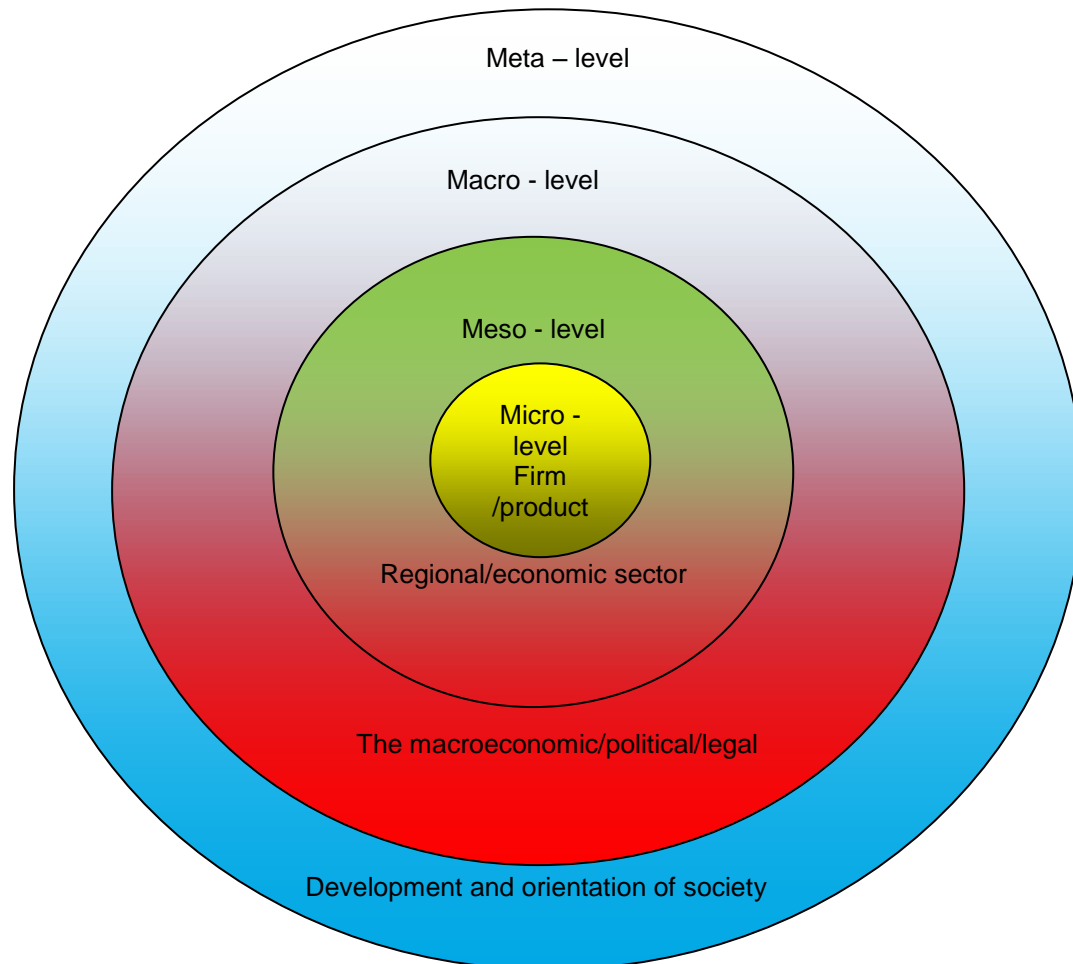 Meta – level
Macro - level
Meso - level
Micro -
level
Firm
/product
Regional/economic sector
The macroeconomic/political/legal
Development and orientation of society